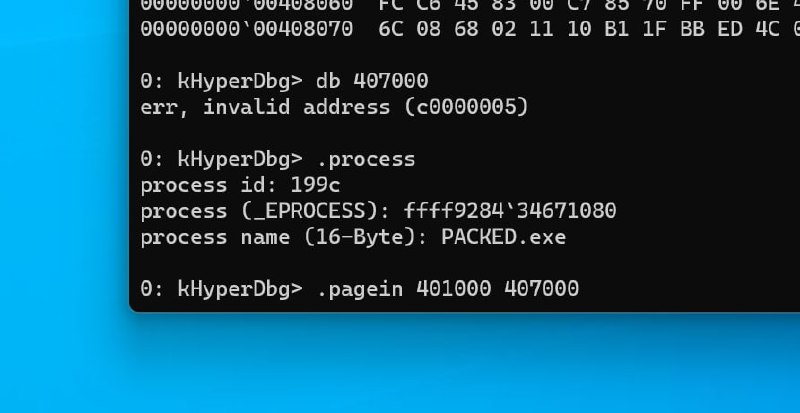 00000000`00408060  FC C6 45 83 00 C7 85 70 FF 00 6E
00000000`00408070  6C 08 68 02 11 10 B1 1F BB ED 4C
0: kHyperDbg> db 407000
err, invalid address (c0000005)
0: kHyperDbg> .process
process id: 199c
process (_EPROCESS): ffff9284`34671080
process name (16-Byte): PACKED.exe
0: kHyperDbg> .pagein 401000 407000